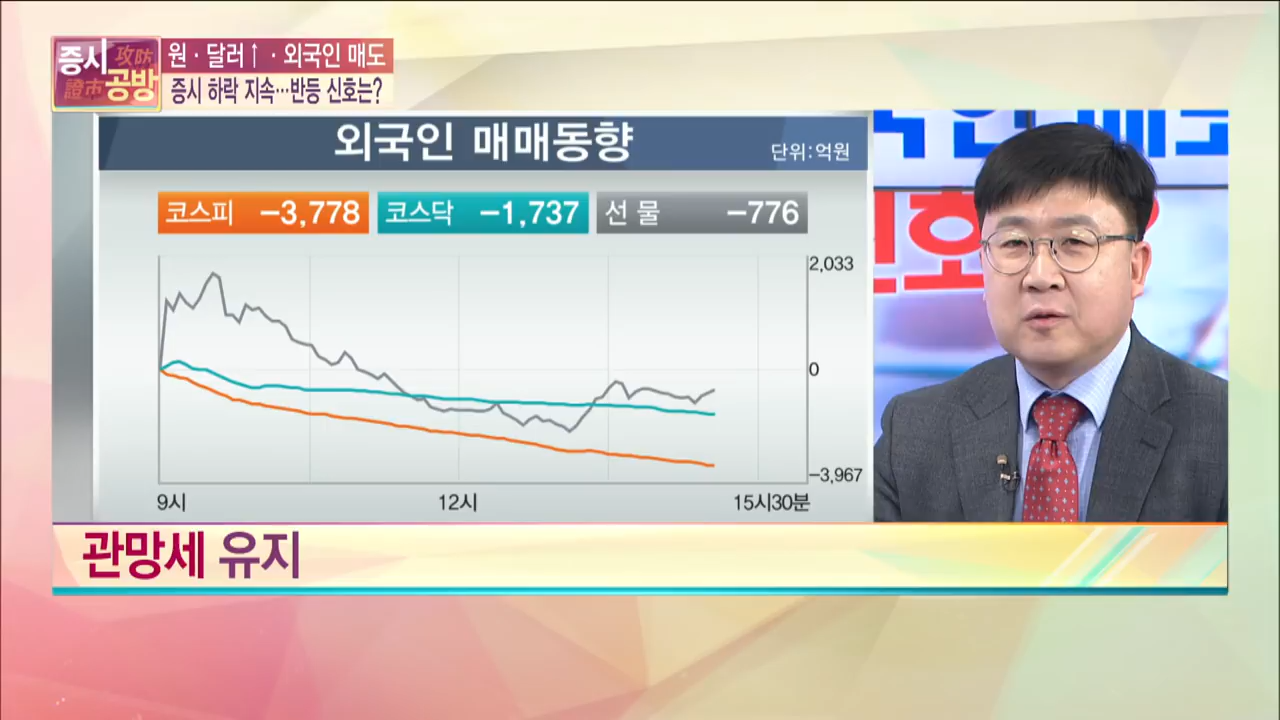 증시 攻防
證市 공방
원·달러↑·외국인 매도
증시 하락 지속…반등 신호는?
외국인 매매동향
단위:억원
코스피 -3,778
코스닥 -1,737
선물 -776
2,033
0
-3,967
9시
12시
15시30분
관망세 유지